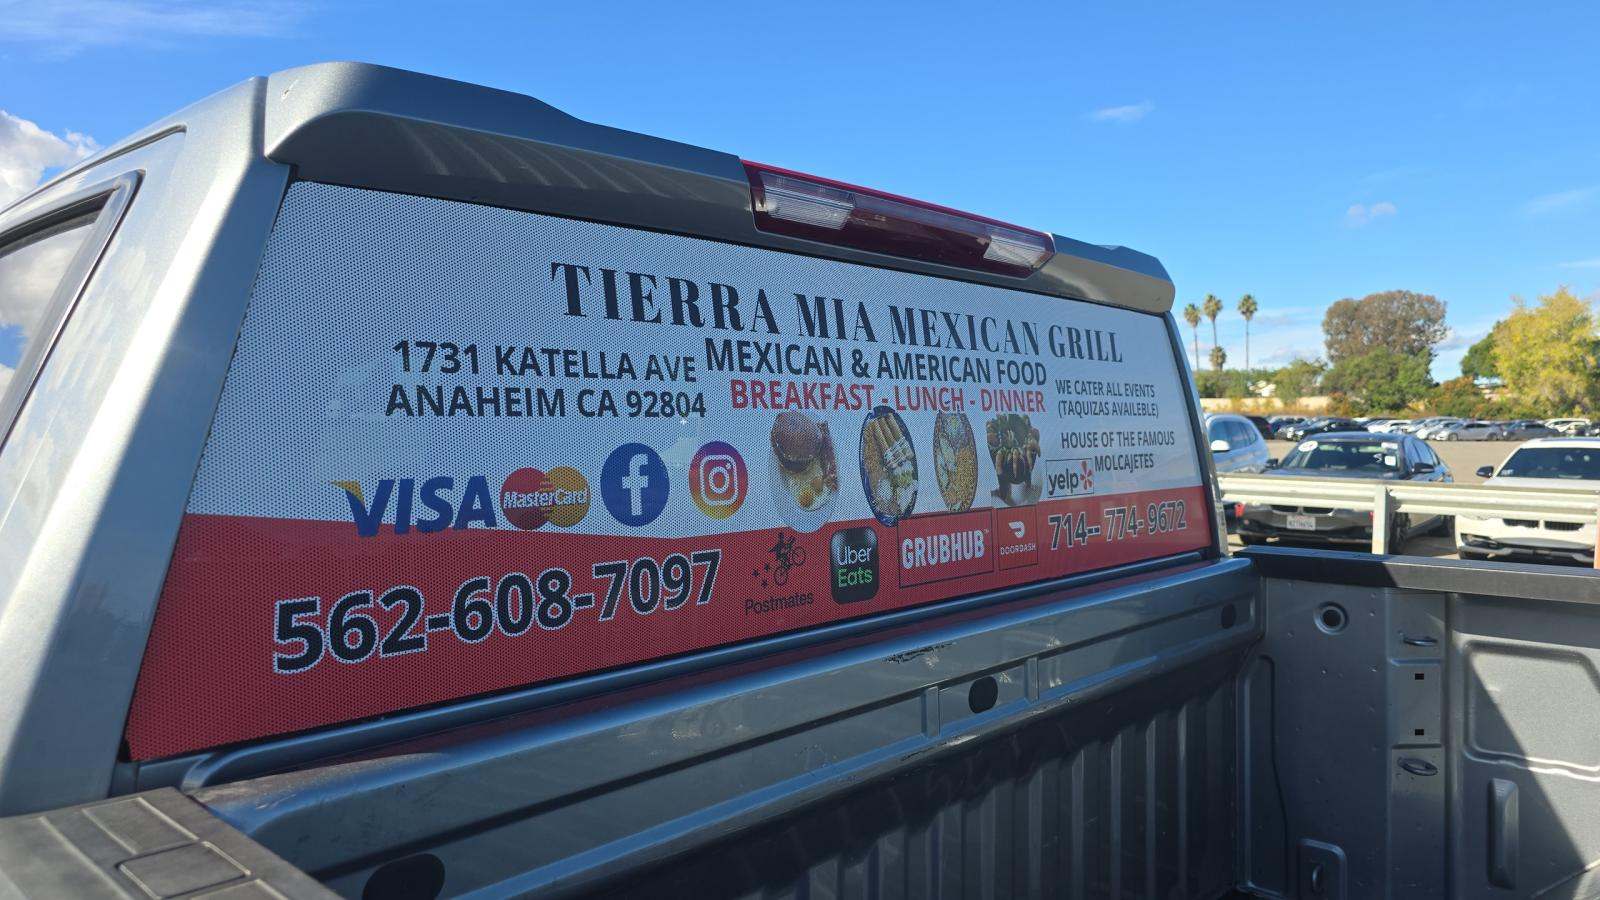 TIERRA MIA MEXICAN GRILL
1731 KATELLA AVE
ANAHEIM CA 92804
MEXICAN & AMERICAN FOOD
BREAKFAST - LUNCH - DINNER
WE CATER ALL EVENTS
(TAQUIZAS AVAILEBLE)
HOUSE OF THE FAMOUS
MOLCAJETES
VISA
MasterCard
yelp
562-608-7097
Postmates
Uber
Eats
GRUBHUB
DOORDASH
714-- 774- 9672